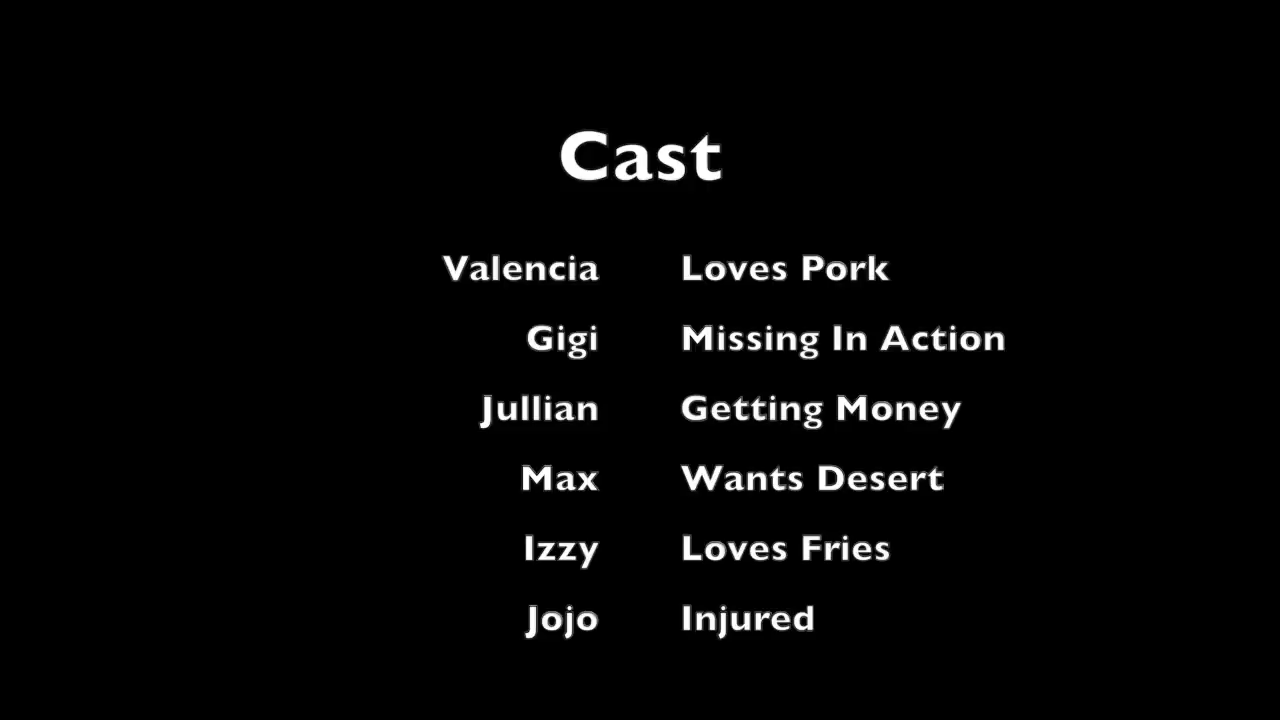 Cast
Valencia Loves Pork
Gigi Missing In Action
Jullian Getting Money
Max Wants Desert
Izzy Loves Fries
Jojo Injured